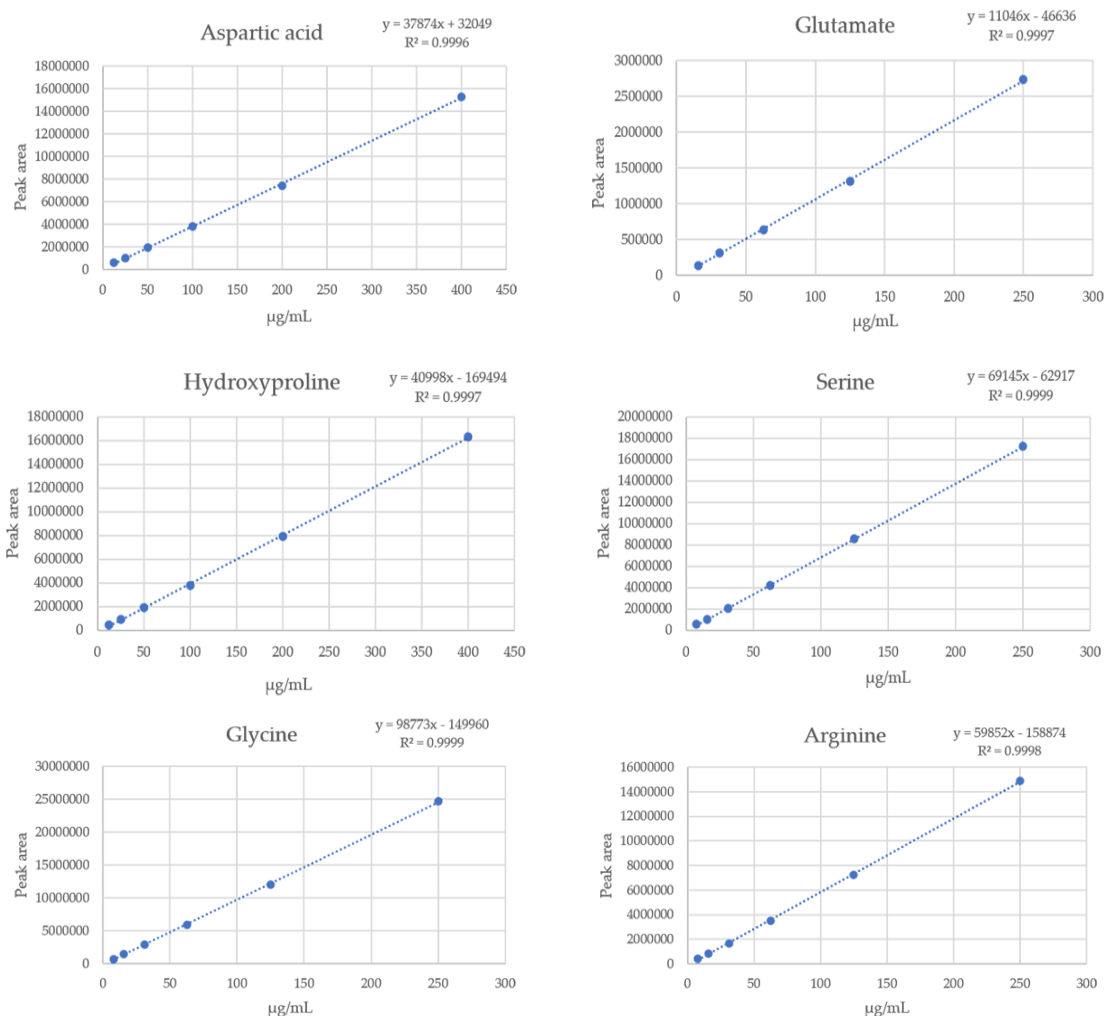 Aspartic acid
y = 37874x + 32049
R² = 0.9996
18000000
16000000
14000000
12000000
10000000
8000000
6000000
4000000
2000000
0
Peak area
0 50 100 150 200 250 300 350 400 450
µg/mL
Glutamate
y = 11046x - 46636
R² = 0.9997
3000000
2500000
2000000
1500000
1000000
500000
0
Peak area
0 50 100 150 200 250 300
µg/mL
Hydroxyproline
y = 40998x - 169494
R² = 0.9997
18000000
16000000
14000000
12000000
10000000
8000000
6000000
4000000
2000000
0
Peak area
0 50 100 150 200 250 300 350 400 450
µg/mL
Serine
y = 69145x - 62917
R² = 0.9999
20000000
18000000
16000000
14000000
12000000
10000000
8000000
6000000
4000000
2000000
0
Peak area
0 50 100 150 200 250 300
µg/mL
Glycine
y = 98773x - 149960
R² = 0.9999
30000000
25000000
20000000
15000000
10000000
5000000
0
Peak area
0 50 100 150 200 250 300
µg/mL
Arginine
y = 59852x - 158874
R² = 0.9998
16000000
14000000
12000000
10000000
8000000
6000000
4000000
2000000
0
Peak area
0 50 100 150 200 250 300
µg/mL